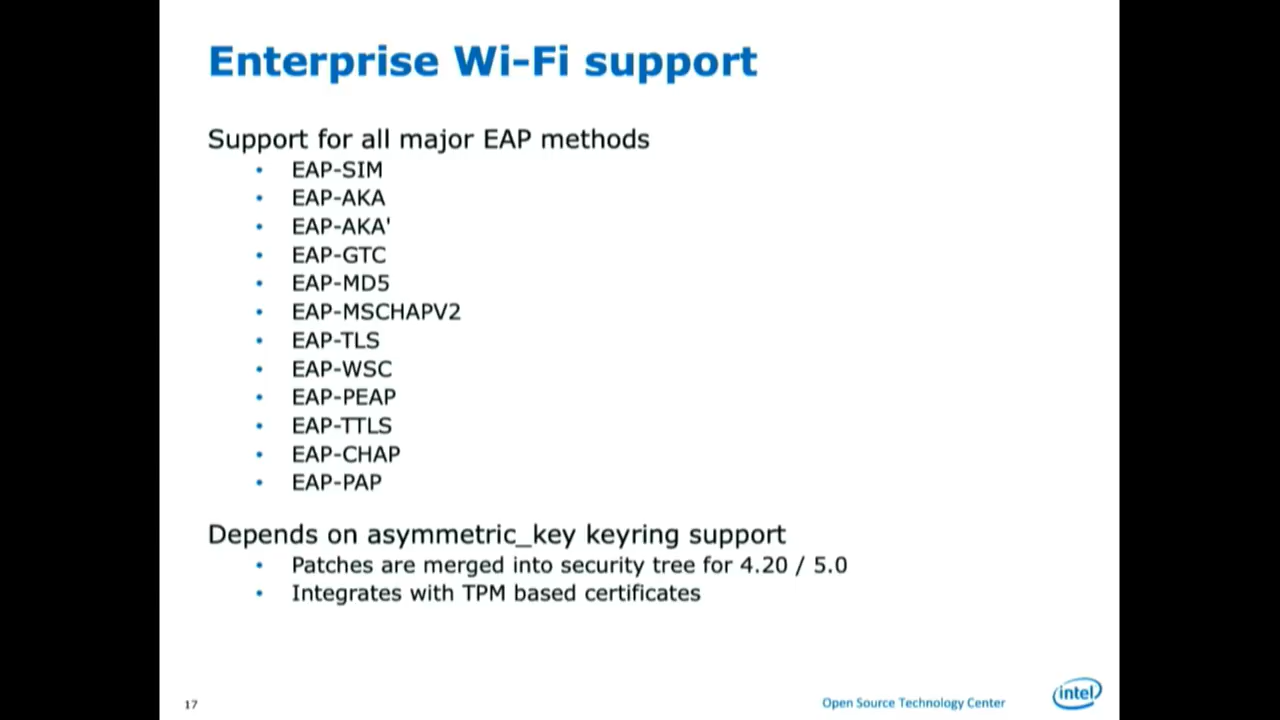 Enterprise Wi-Fi support
Support for all major EAP methods
• EAP-SIM
• EAP-AKA
• EAP-AKA'
• EAP-GTC
• EAP-MD5
• EAP-MSCHAPV2
• EAP-TLS
• EAP-WSC
• EAP-PEAP
• EAP-TTLS
• EAP-CHAP
• EAP-PAP
Depends on asymmetric_key keyring support
• Patches are merged into security tree for 4.20 / 5.0
• Integrates with TPM based certificates
17
Open Source Technology Center
intel